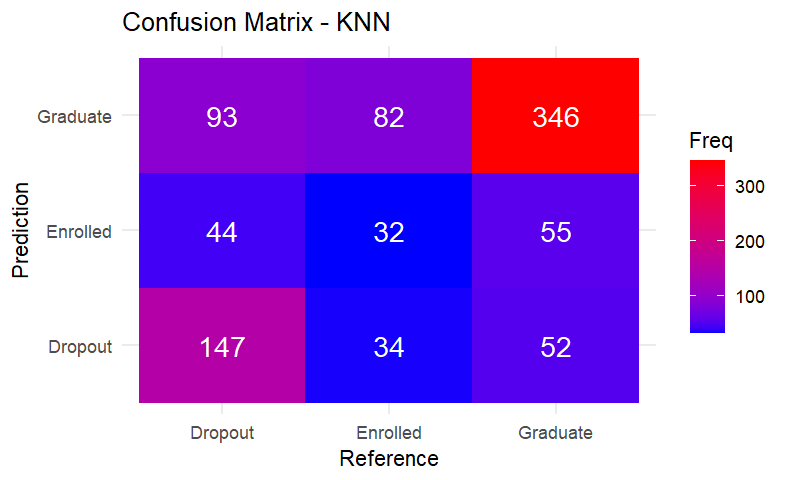 Confusion Matrix - KNN
Prediction
Graduate
93 82 346
Enrolled
44 32 55
Dropout
147 34 52
Dropout Enrolled Graduate
Reference
Freq
300
200
100